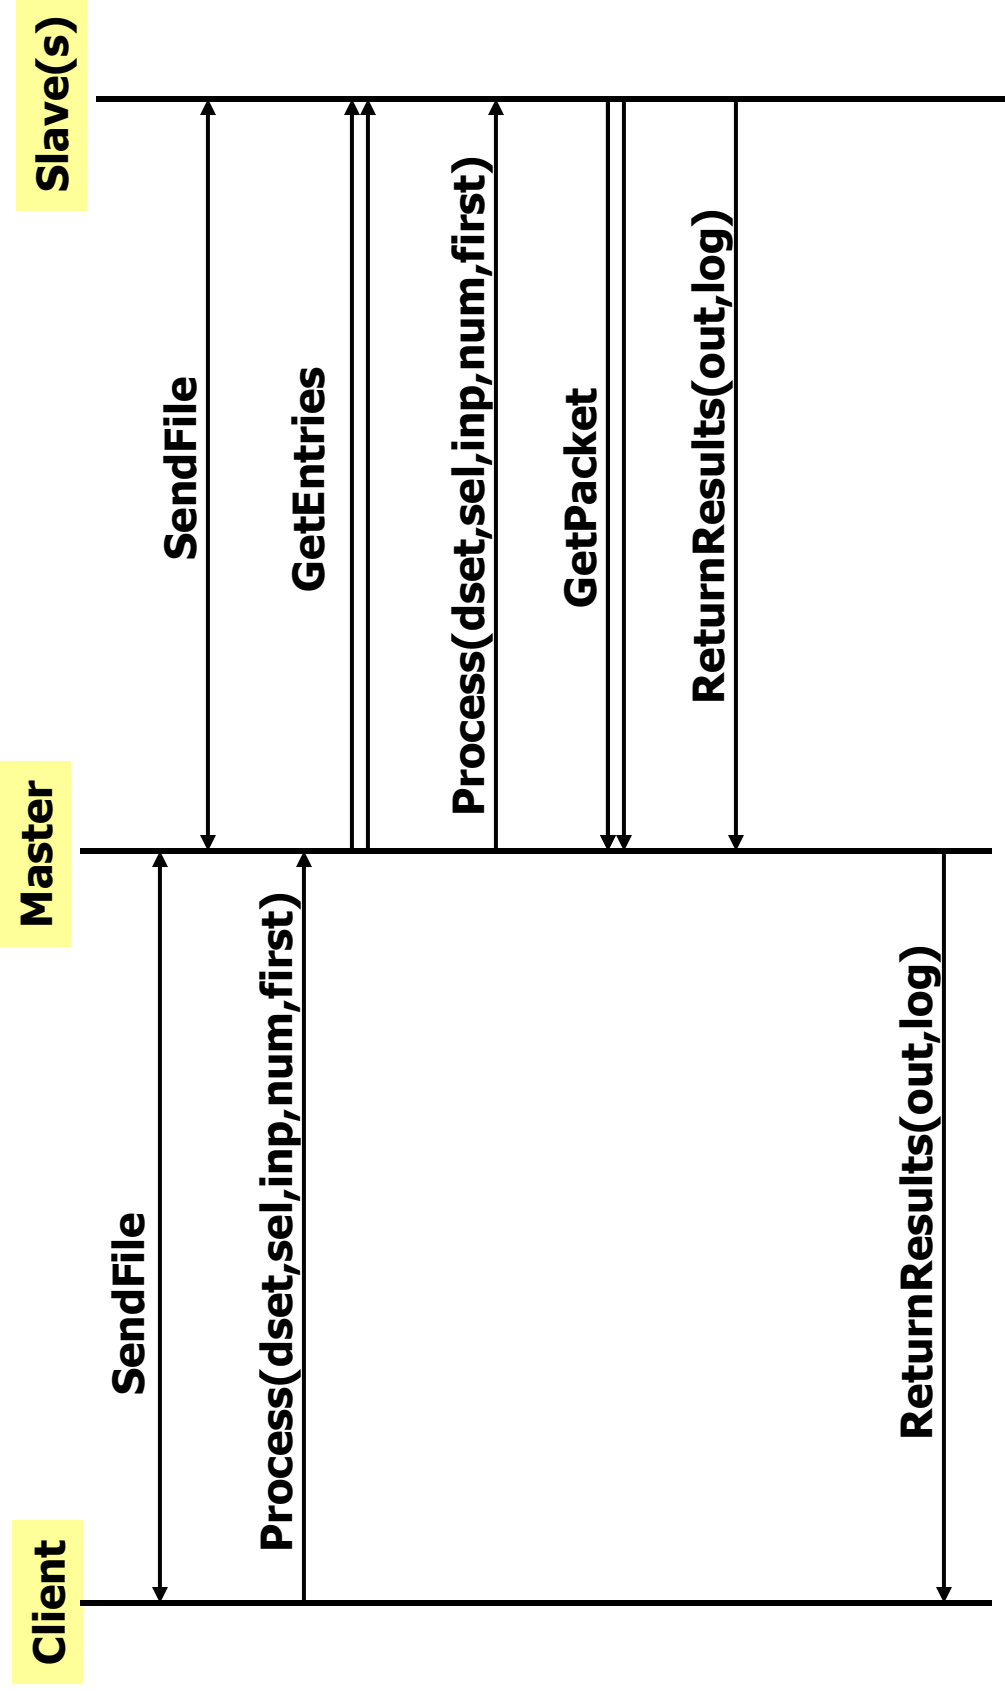 Client
Master
Slave(s)
SendFile
SendFile
Process(dset,sel,inp,num,first)
GetEntries
Process(dset,sel,inp,num,first)
GetPacket
ReturnResults(out,log)
ReturnResults(out,log)